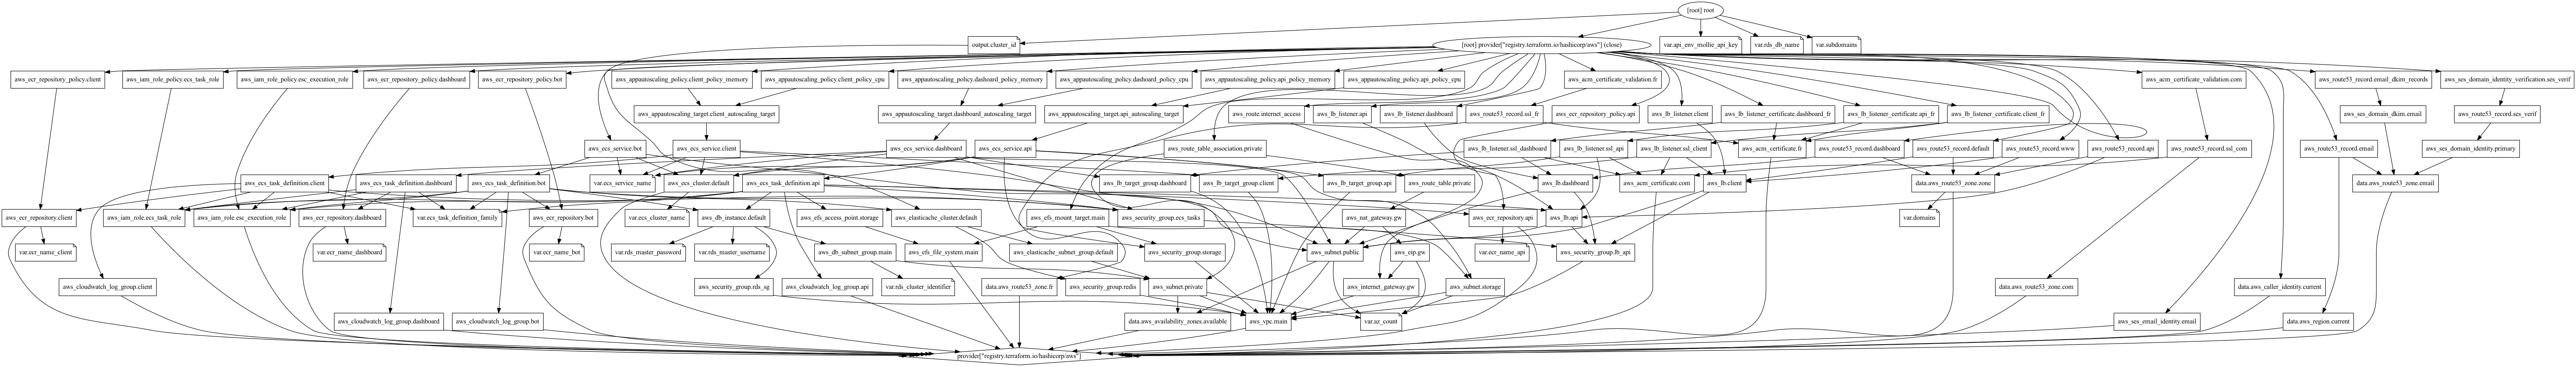 [root] root
output.cluster_id
[root] provider["registry.terraform.io/hashicorp/aws"] (close)
var.api_env_mollie_api_key
var.rds_db_name
var.subdomains
aws_ecr_repository_policy.client
aws_iam_role_policy.ecs_task_role
aws_iam_role_policy.esc_execution_role
aws_ecr_repository_policy.dashboard
aws_ecr_repository_policy.bot
aws_appautoscaling_policy.client_policy_memory
aws_appautoscaling_policy.client_policy_cpu
aws_appautoscaling_policy.dashoard_policy_memory
aws_appautoscaling_policy.dashoard_policy_cpu
aws_appautoscaling_policy.api_policy_memory
aws_appautoscaling_policy.api_policy_cpu
aws_acm_certificate_validation.fr
aws_acm_certificate_validation.com
aws_route53_record.email_dkim_records
aws_ses_domain_identity_verification.ses_verif
aws_appautoscaling_target.client_autoscaling_target
aws_appautoscaling_target.dashboard_autoscaling_target
aws_appautoscaling_target.api_autoscaling_target
aws_route.internet_access
aws_lb_listener.api
aws_lb_listener.dashboard
aws_route53_record.ssl_fr
aws_ecr_repository_policy.api
aws_lb_listener.client
aws_lb_listener_certificate.dashboard_fr
aws_lb_listener_certificate.api_fr
aws_lb_listener_certificate.client_fr
aws_ses_domain_dkim.email
aws_route53_record.ses_verif
aws_ecs_service.bot
aws_ecs_service.client
aws_ecs_service.dashboard
aws_ecs_service.api
aws_route_table_association.private
aws_lb_listener.ssl_dashboard
aws_lb_listener.ssl_api
aws_lb_listener.ssl_client
aws_acm_certificate.fr
aws_route53_record.dashboard
aws_route53_record.default
aws_route53_record.www
aws_route53_record.api
aws_route53_record.ssl_com
aws_route53_record.email
aws_ses_domain_identity.primary
aws_ecs_task_definition.client
aws_ecs_task_definition.dashboard
aws_ecs_task_definition.bot
var.ecs_service_name
aws_ecs_cluster.default
aws_ecs_task_definition.api
aws_lb_target_group.dashboard
aws_lb_target_group.client
aws_lb_target_group.api
aws_route_table.private
aws_lb.dashboard
aws_acm_certificate.com
aws_lb.client
data.aws_route53_zone.zone
data.aws_route53_zone.email
aws_ecr_repository.client
aws_iam_role.ecs_task_role
aws_iam_role.esc_execution_role
aws_ecr_repository.dashboard
var.ecs_task_definition_family
aws_ecr_repository.bot
var.ecs_cluster_name
aws_db_instance.default
aws_efs_access_point.storage
aws_elasticache_cluster.default
aws_efs_mount_target.main
aws_security_group.ecs_tasks
aws_nat_gateway.gw
aws_ecr_repository.api
aws_lb.api
var.domains
var.ecr_name_client
var.ecr_name_dashboard
var.ecr_name_bot
var.rds_master_password
var.rds_master_username
aws_db_subnet_group.main
aws_efs_file_system.main
aws_elasticache_subnet_group.default
aws_security_group.storage
aws_subnet.public
aws_eip.gw
var.ecr_name_api
aws_security_group.lb_api
aws_cloudwatch_log_group.client
aws_security_group.rds_sg
aws_cloudwatch_log_group.api
var.rds_cluster_identifier
data.aws_route53_zone.fr
aws_security_group.redis
aws_subnet.private
aws_internet_gateway.gw
aws_subnet.storage
data.aws_route53_zone.com
data.aws_caller_identity.current
aws_cloudwatch_log_group.dashboard
aws_cloudwatch_log_group.bot
data.aws_availability_zones.available
aws_vpc.main
var.az_count
aws_ses_email_identity.email
data.aws_region.current
provider["registry.terraform.io/hashicorp/aws"]